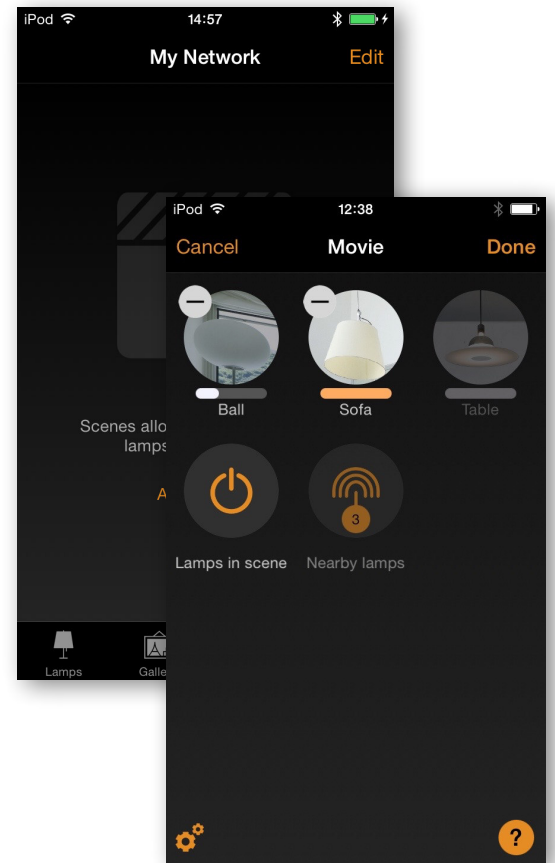 iPod
14:57
My Network
Edit
Scenes allo
lamps
A
Lamps
Galle
iPod
12:38
Cancel
Movie
Done
Ball
Sofa
Table
3
Lamps in scene
Nearby lamps
?